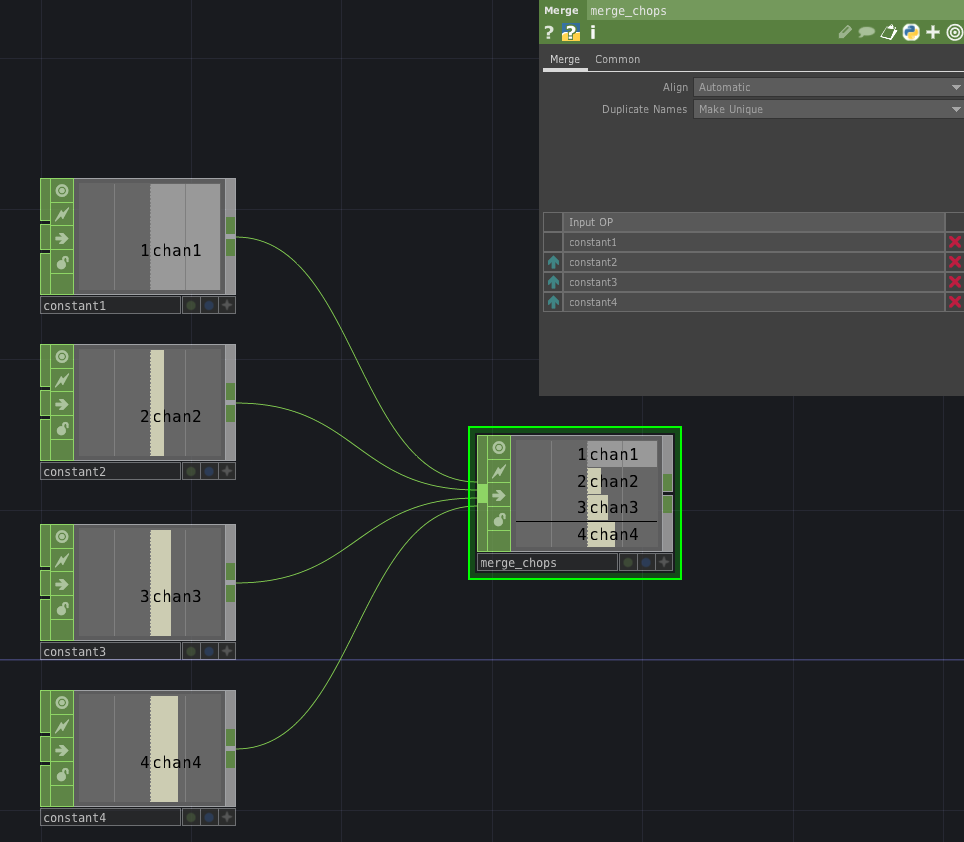 Merge merge_chops
? ? i
Merge Common
Align Automatic
Duplicate Names Make Unique
Input OP
constant1
constant2
constant3
constant4
1 chan1
constant1
2 chan2
constant2
3 chan3
constant3
4 chan4
constant4
1 chan1
2 chan2
3 chan3
4 chan4
merge_chops